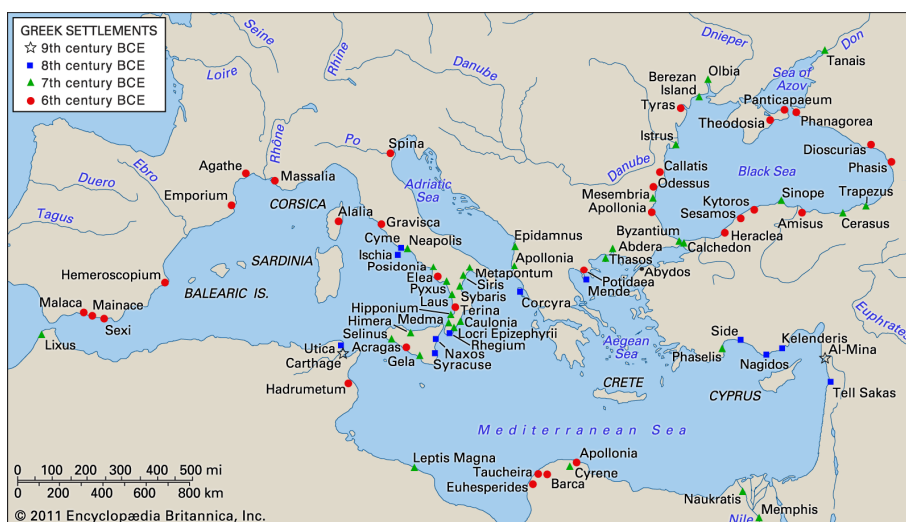 GREEK SETTLEMENTS
9th century BCE
8th century BCE
7th century BCE
6th century BCE
Seine
Loire
Rhine
Rhône
Danube
Dnieper
Don
Tanais
Olbia
Berezan
Island
Sea of
Azov
Tyras
Panticapaeum
Theodosia
Phanagorea
Istrus
Dioscurias
Phasis
Danube
Callatis
Odessus
Black Sea
Mesembria
Apollonia
Sinope
Trapezus
Kytoros
Sesamos
Byzantium
Heraclea
Amisus
Cerasus
Calchedon
Po
Spina
Agathe
Massalia
Adriatic
Sea
Ebro
Duero
Emporium
Tagus
CORSICA
Alalia
Gravisca
Cyme
Neapolis
Ischia
Posidonia
Epidamnus
Apollonia
Abdera
Thasos
Abydos
Potidaea
Mende
SARDINIA
Elea
Metapontum
Pyxus
Siris
Sybaris
Laus
Terina
Corcyra
Hemeroscopium
BALEARIC IS.
Hipponium
Medma
Caulonia
Himera
Locri Epizephyrii
Selinus
Rhegium
Malaca
Mainace
Sexi
Lixus
Utica
Carthage
Acragas
Gela
Naxos
Syracuse
Aegean
Sea
Side
Kelenderis
Al-Mina
Phaselis
Nagidos
Euphrates
Hadrumetum
CRETE
CYPRUS
Tell Sakas
Mediterranean Sea
Leptis Magna
Apollonia
Taucheira
Cyrene
Euhesperides
Barca
Naukratis
Memphis
Nile
0 100 200 300 400 500 mi
0 200 400 600 800 km
© 2011 Encyclopædia Britannica, Inc.